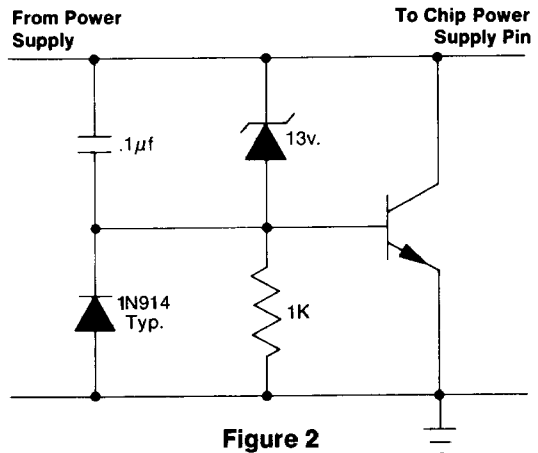 From Power
Supply
To Chip Power
Supply Pin
.1µf
13v.
1N914
Typ.
1K
Figure 2